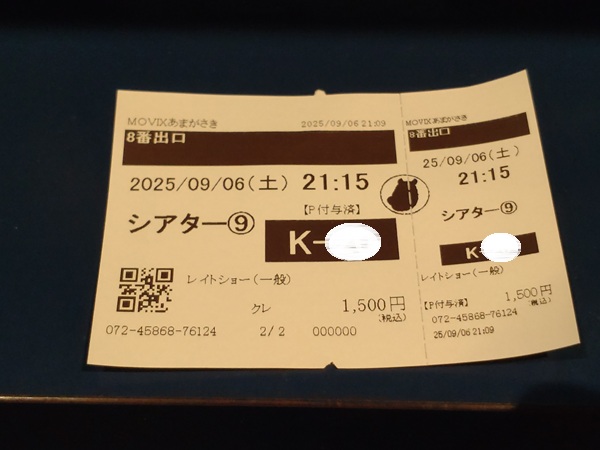 MOVIXあまがさき 2025/09/06 21:09
8番出口
2025/09/06(土) 21:15
【P付与済】
シアター⑨
K-
レイトショー(一般)
クレ 1,500円
(税込)
072-45868-76124 2/2 000000
MOVIXあまがさき
8番出口
25/09/06(土)
21:15
シアター⑨
K-
レイトショー(一般)
1,500円
【P付与済】 (税込)
072-45868-76124
25/09/06 21:09